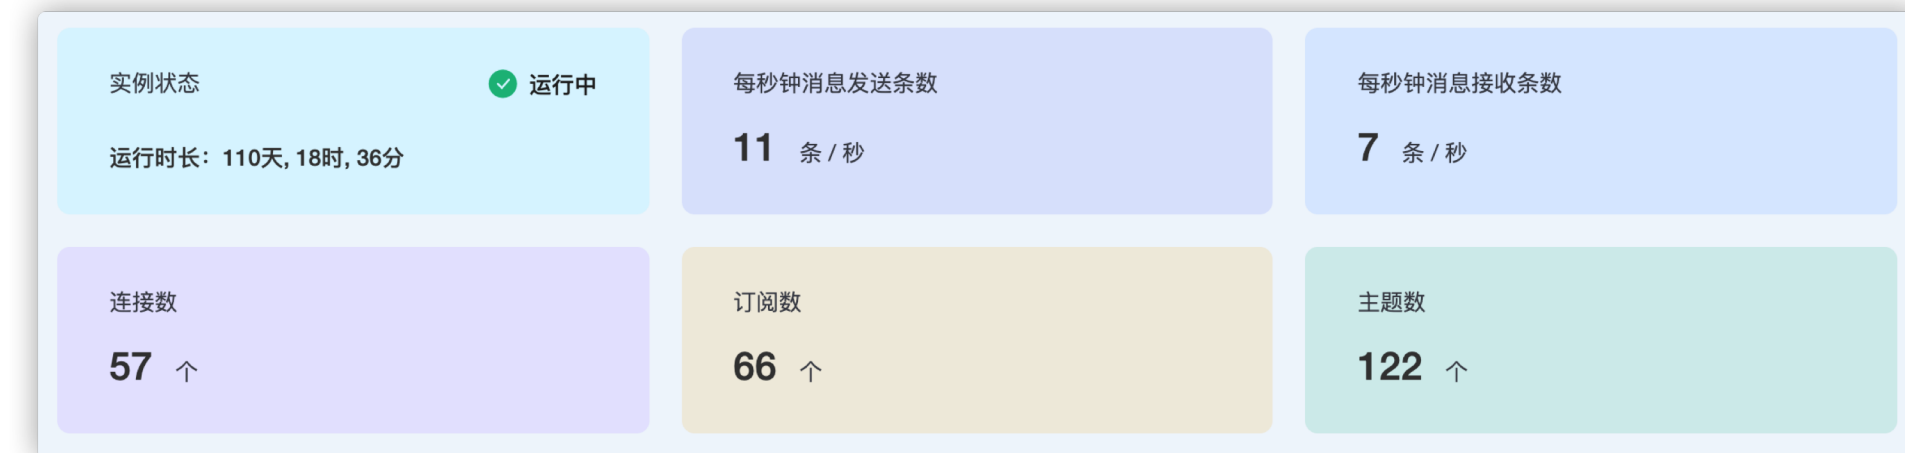 实例状态
运行中
运行时长：110天, 18时, 36分
每秒钟消息发送条数
11 条 / 秒
每秒钟消息接收条数
7 条 / 秒
连接数
57 个
订阅数
66 个
主题数
122 个